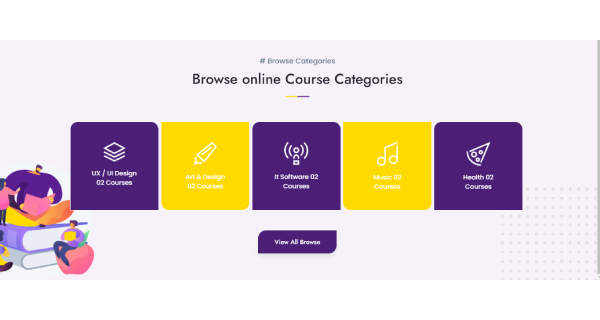 # Browse Categories
Browse online Course Categories
UX / UI Design
02 Courses
Art & Design
02 Courses
It Software 02
Courses
Music 02
Courses
Health 02
Courses
View All Browse